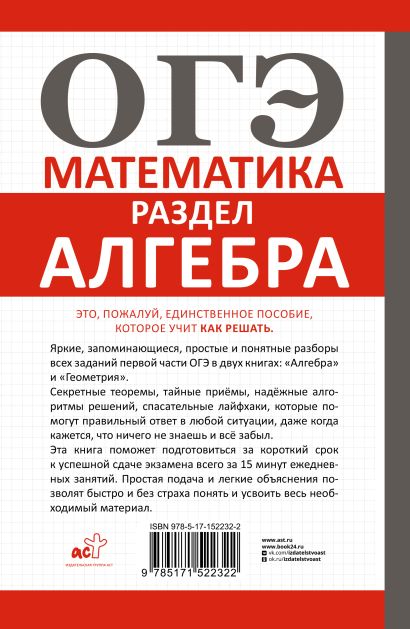 ОГЭ
МАТЕМАТИКА
РАЗДЕЛ
АЛГЕБРА
ЭТО, ПОЖАЛУЙ, ЕДИНСТВЕННОЕ ПОСОБИЕ,
КОТОРОЕ УЧИТ КАК РЕШАТЬ.
Яркие, запоминающиеся, простые и понятные разборы
всех заданий первой части ОГЭ в двух книгах: «Алгебра»
и «Геометрия».
Секретные теоремы, тайные приёмы, надёжные алго-
ритмы решений, спасательные лайфхаки, которые по-
могут правильный ответ в любой ситуации, даже когда
кажется, что ничего не знаешь и всё забыл.
Эта книга поможет подготовиться за короткий срок
к успешной сдаче экзамена всего за 15 минут ежеднев-
ных занятий. Простая подача и легкие объяснения по-
зволят быстро и без страха понять и усвоить весь необ-
ходимый материал.
ISBN 978-5-17-152232-2
9 785171 522322
аст
ИЗДАТЕЛЬСКАЯ ГРУППА АСТ
www.ast.ru
www.book24.ru
vk.com/izdatelstvoast
ok.ru/izdatelstvoast